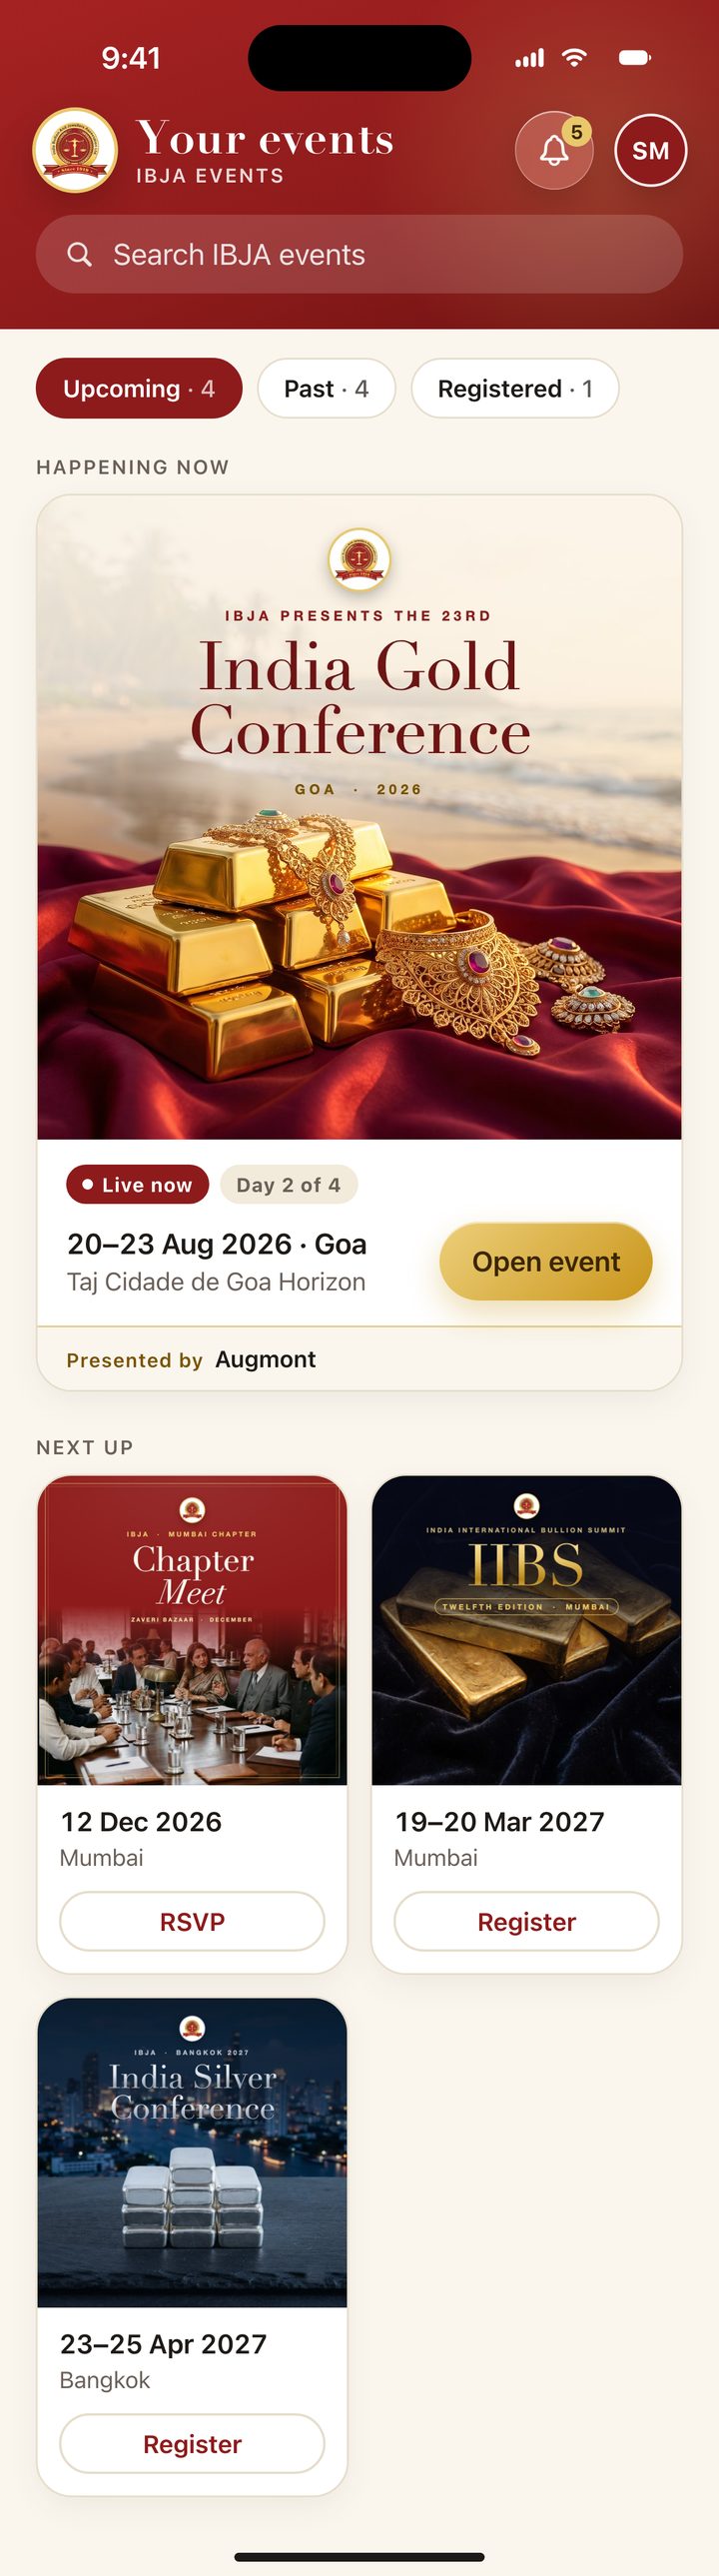 9:41
Your events
IBJA EVENTS
5
SM
Search IBJA events
Upcoming · 4
Past · 4
Registered · 1
HAPPENING NOW
IBJA PRESENTS THE 23RD
India Gold
Conference
GOA · 2026
Live now
Day 2 of 4
20–23 Aug 2026 · Goa
Taj Cidade de Goa Horizon
Open event
Presented by Augmont
NEXT UP
IBJA · MUMBAI CHAPTER
Chapter
Meet
ZAVERI BAZAAR · DECEMBER
12 Dec 2026
Mumbai
RSVP
INDIA INTERNATIONAL BULLION SUMMIT
IIBS
TWELFTH EDITION · MUMBAI
19–20 Mar 2027
Mumbai
Register
IBJA · BANGKOK 2027
India Silver
Conference
23–25 Apr 2027
Bangkok
Register